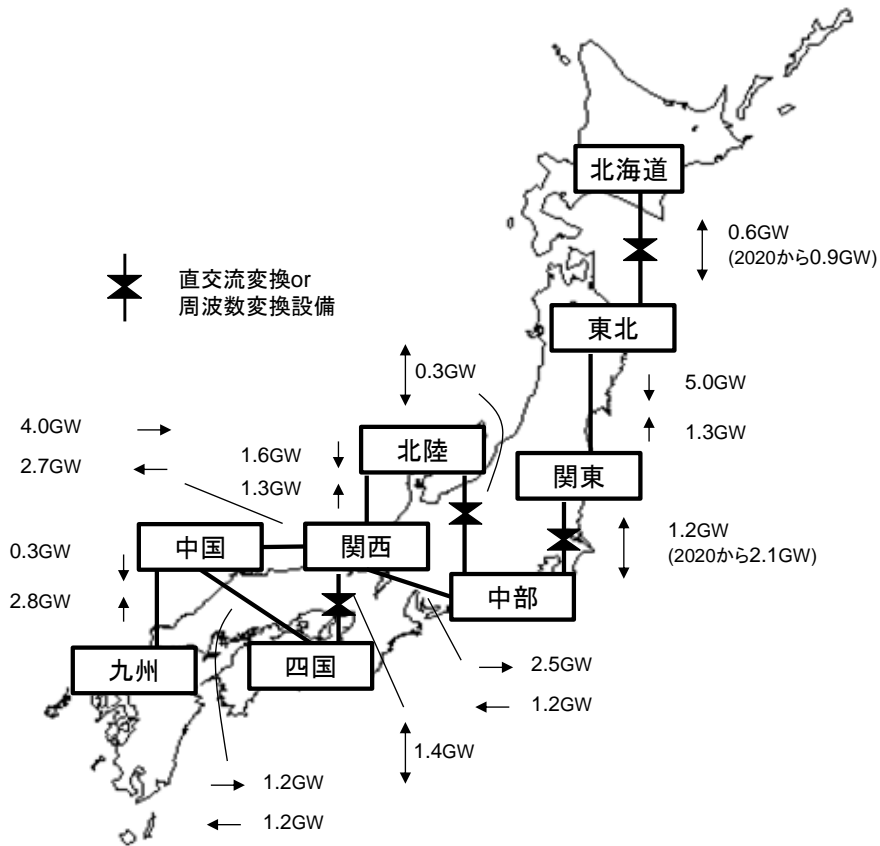 北海道
0.6GW
(2020から0.9GW)
直交流変換or
周波数変換設備
東北
0.3GW
5.0GW
4.0GW
1.6GW
北陸
1.3GW
2.7GW
1.3GW
関東
1.2GW
(2020から2.1GW)
0.3GW
中国
関西
2.8GW
中部
九州
四国
2.5GW
1.2GW
1.4GW
1.2GW
1.2GW